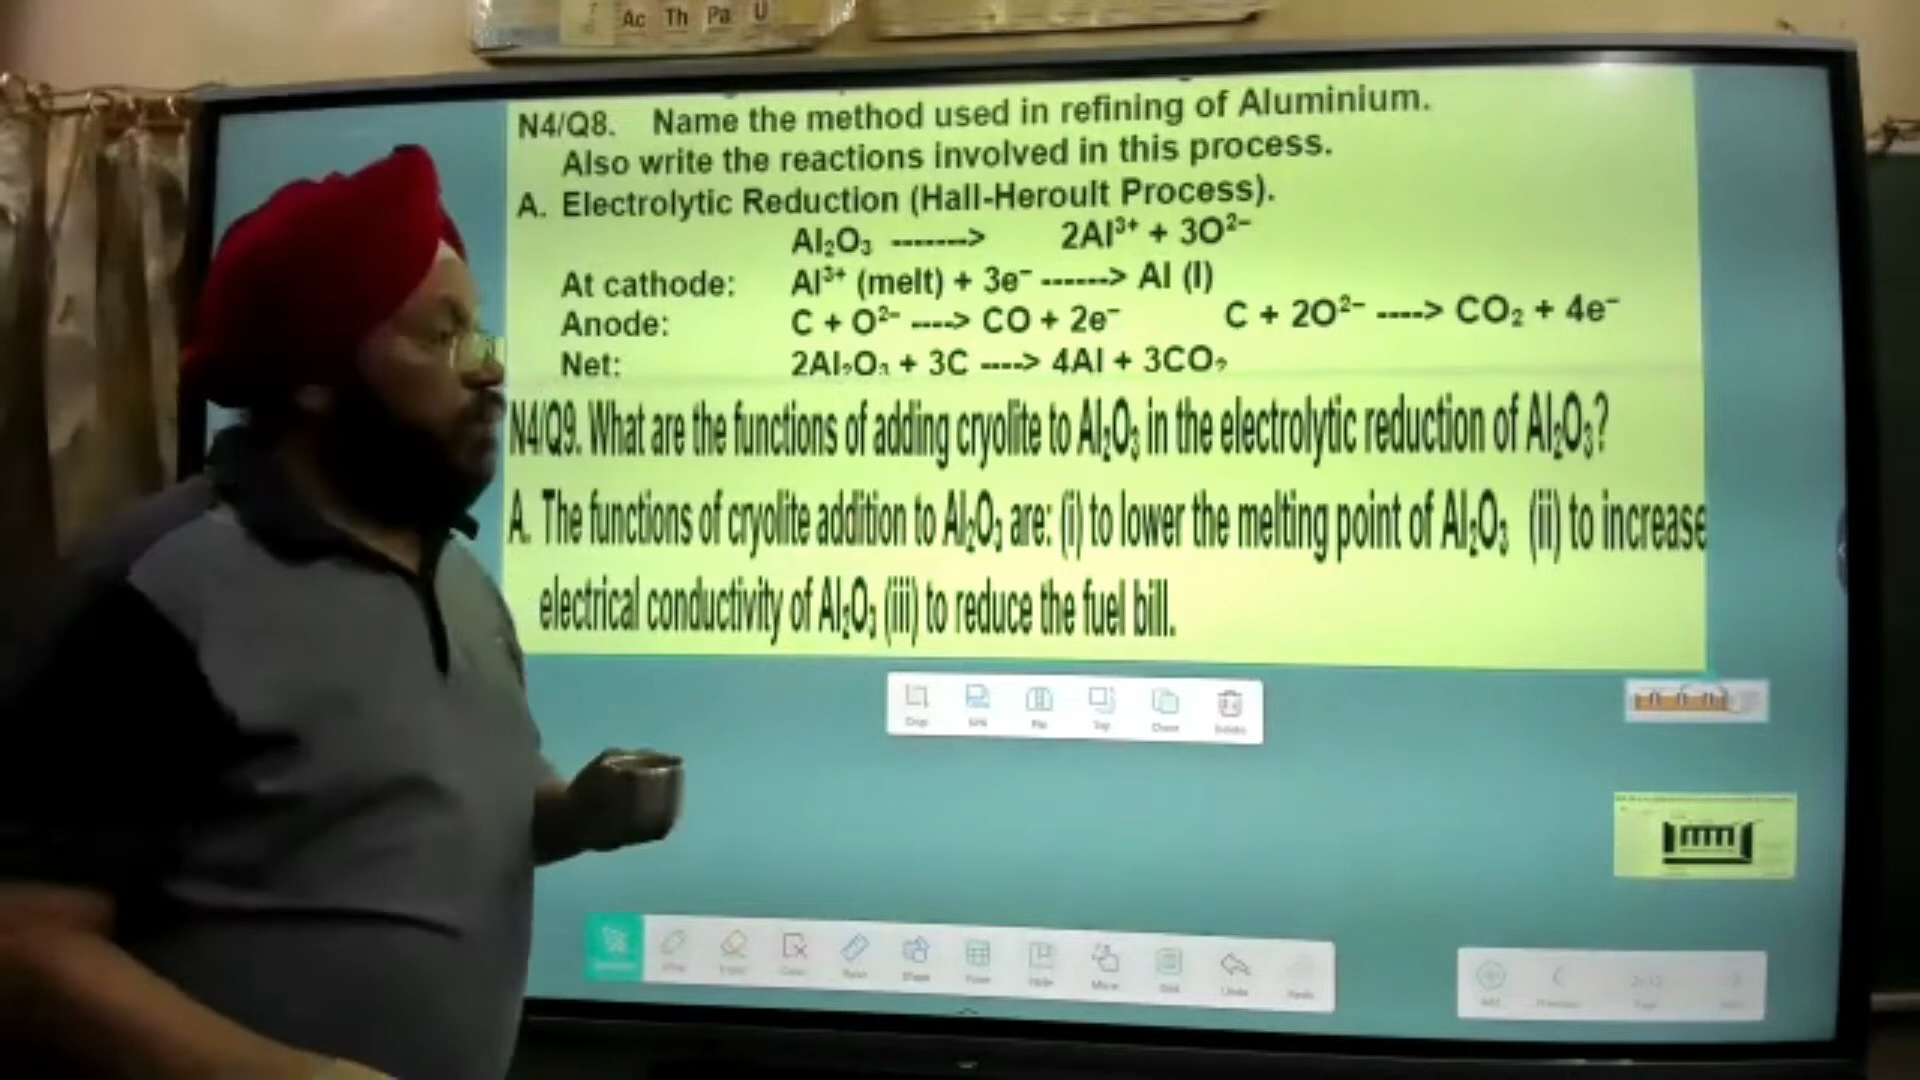 Ac Th Pa U
N4/Q8. Name the method used in refining of Aluminium.
Also write the reactions involved in this process.
A. Electrolytic Reduction (Hall-Heroult Process).
Al₂O₃ -------> 2Al³⁺ + 3O²⁻
At cathode: Al³⁺ (melt) + 3e⁻ ------> Al (l)
Anode: C + O²⁻ ----> CO + 2e⁻ C + 2O²⁻ ----> CO₂ + 4e⁻
Net: 2Al₂O₃ + 3C ----> 4Al + 3CO₂
N4/Q9. What are the functions of adding cryolite to Al₂O₃ in the electrolytic reduction of Al₂O₃?
A. The functions of cryolite addition to Al₂O₃ are: (i) to lower the melting point of Al₂O₃ (ii) to increase
electrical conductivity of Al₂O₃ (iii) to reduce the fuel bill.
Undo